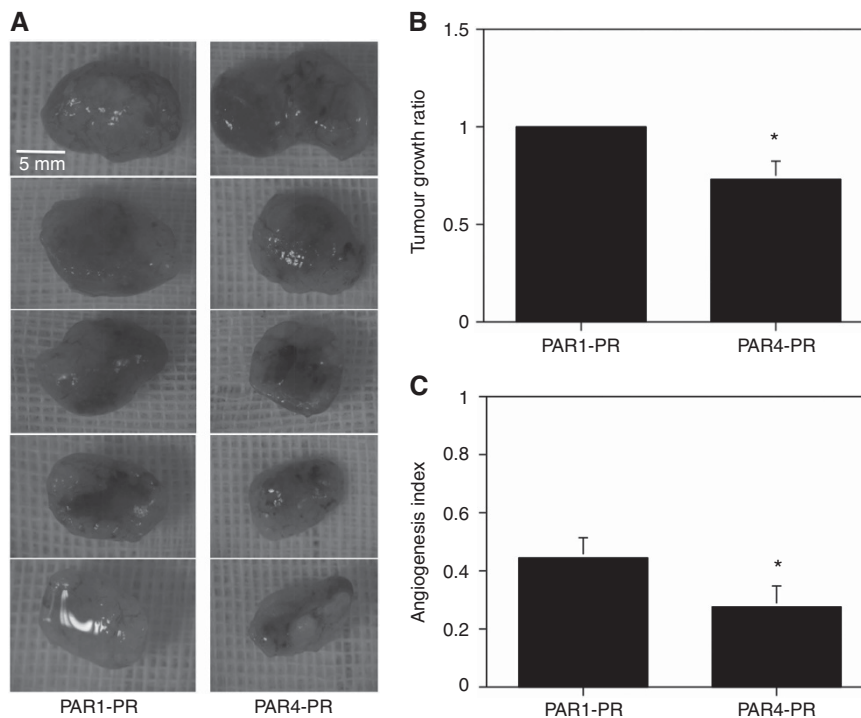 A
5 mm
PAR1-PR
PAR4-PR
B
Tumour growth ratio
1.5
1
0.5
0
*
PAR1-PR
PAR4-PR
C
Angiogenesis index
1
0.8
0.6
0.4
0.2
0
*
PAR1-PR
PAR4-PR